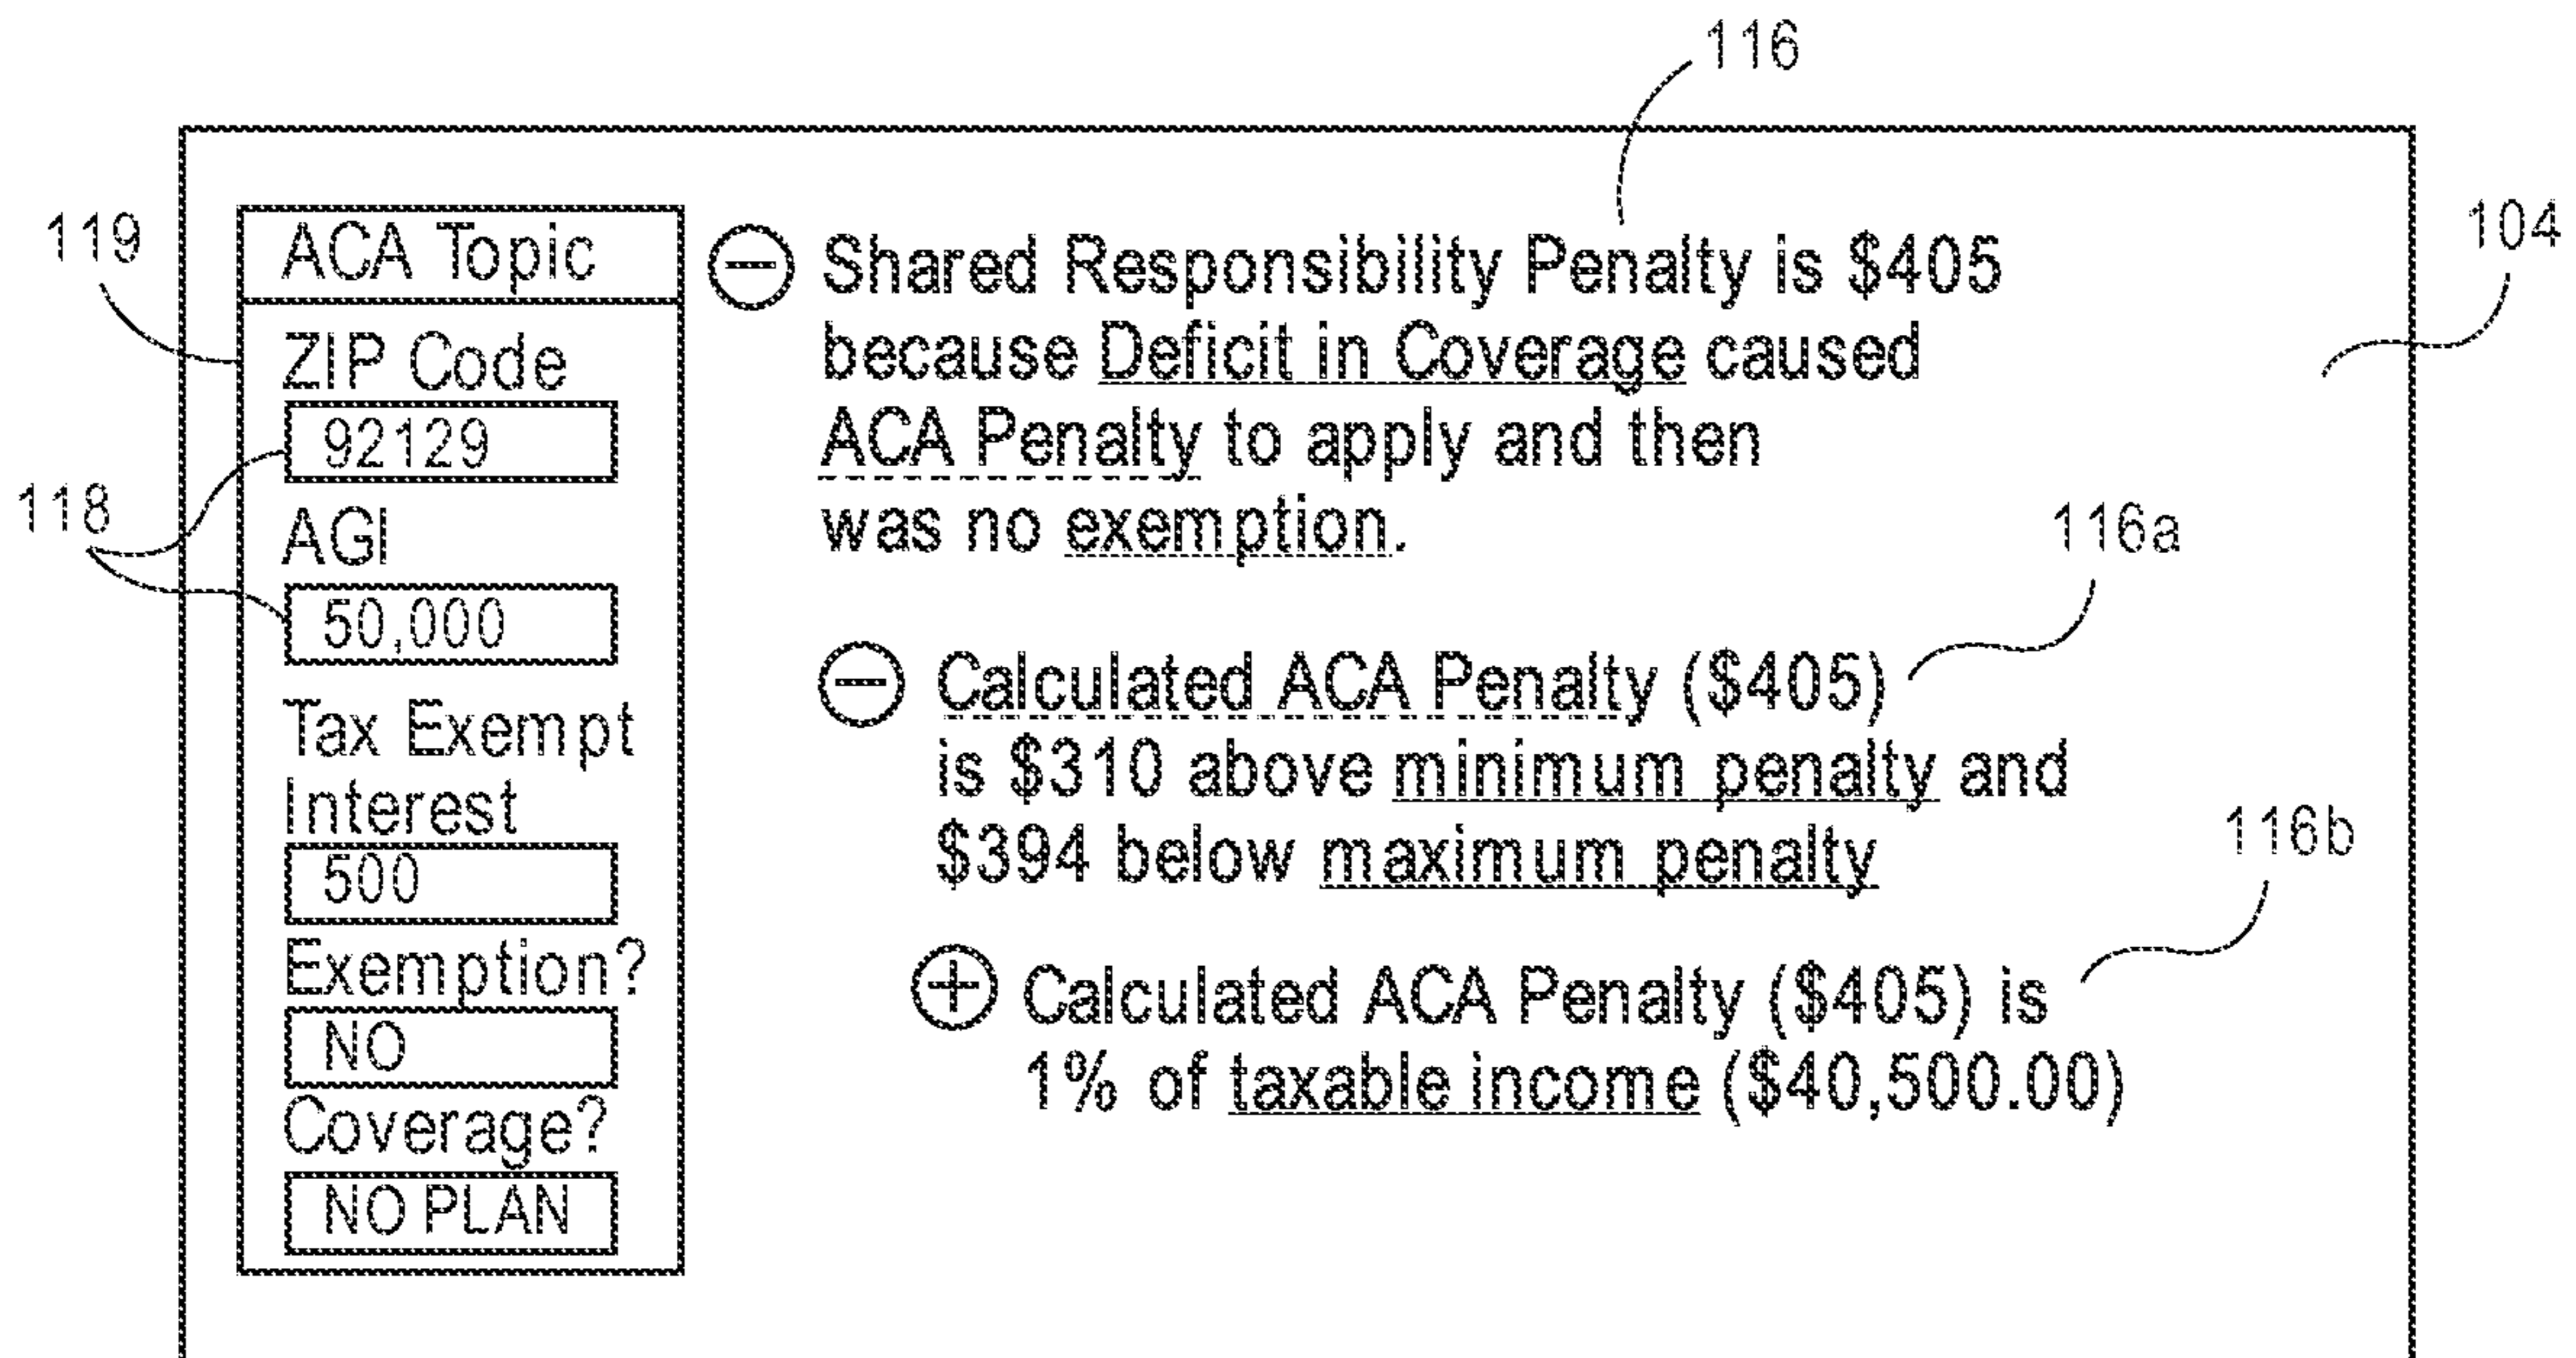 116
104
119
118
ACA Topic
ZIP Code
92129
AGI
50,000
Tax Exempt
Interest
500
Exemption?
NO
Coverage?
NO PLAN
Shared Responsibility Penalty is $405
because Deficit in Coverage caused
ACA Penalty to apply and then
was no exemption.
116a
Calculated ACA Penalty ($405)
is $310 above minimum penalty and
$394 below maximum penalty
116b
Calculated ACA Penalty ($405) is
1% of taxable income ($40,500.00)